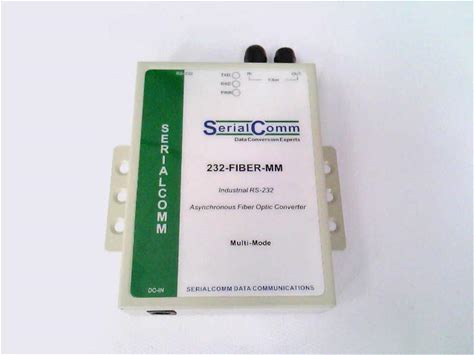 TXD
IN
OUT
RXD
PWR
SerialComm
Data Conversion Experts
SERIALCOMM
232-FIBER-MM
Industrial RS-232
Asynchronous Fiber Optic Converter
Multi-Mode
DC-IN
SERIALCOMM DATA COMMUNICATIONS